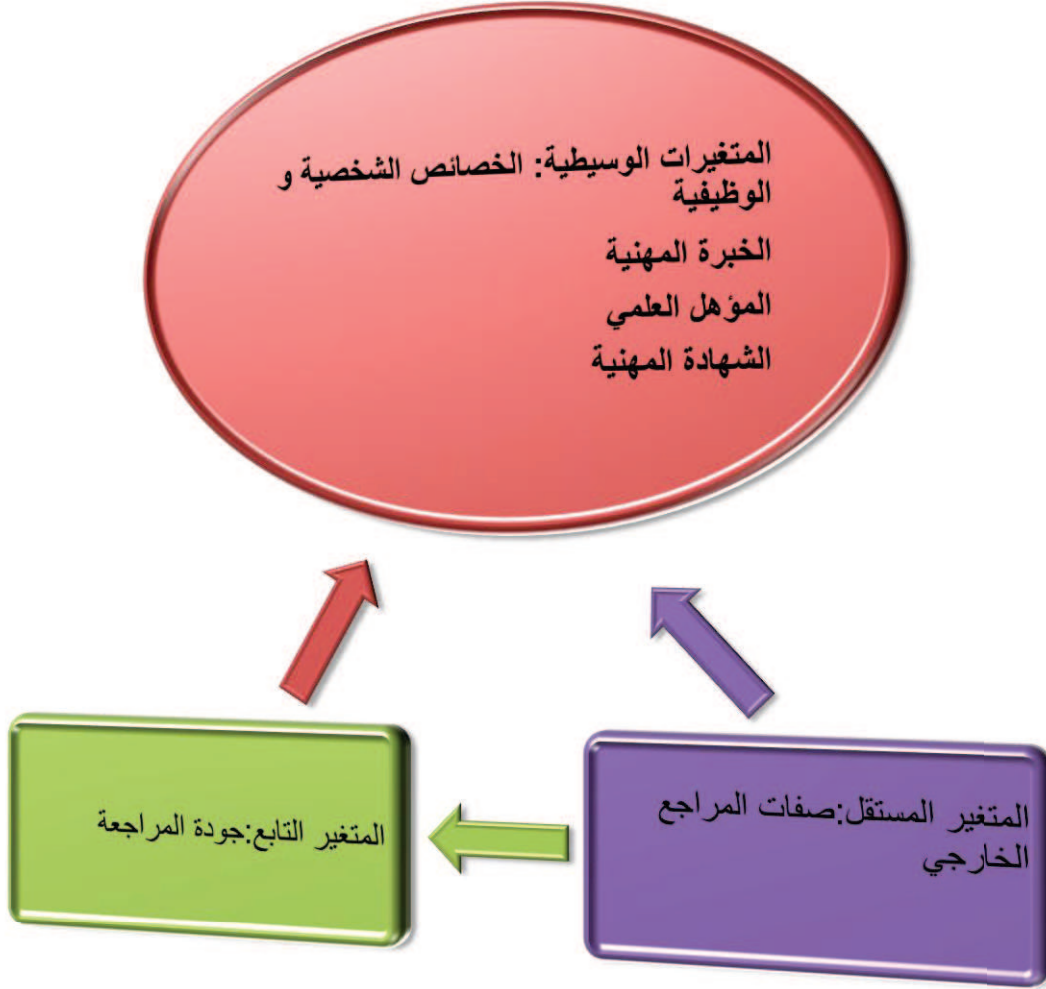 المتغيرات الوسيطية: الخصائص الشخصية و
الوظيفية
الخبرة المهنية
المؤهل العلمي
الشهادة المهنية
المتغير المستقل:صفات المراجع
الخارجي
المتغير التابع:جودة المراجعة